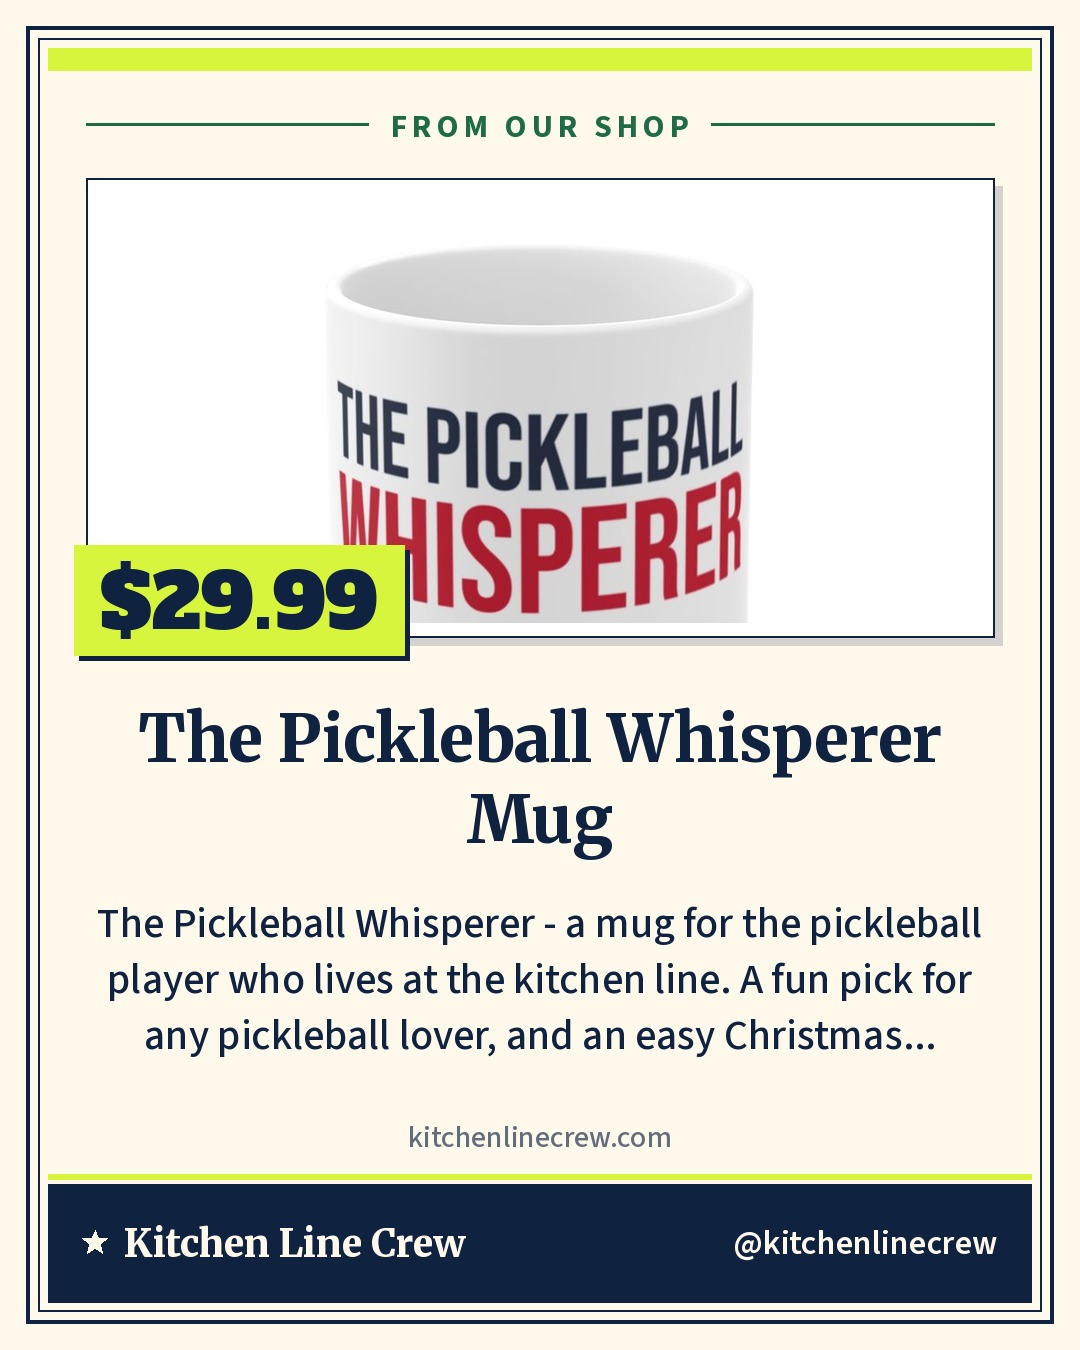 FROM OUR SHOP
THE PICKLEBALL
WHISPERER
$29.99
The Pickleball Whisperer
Mug
The Pickleball Whisperer - a mug for the pickleball
player who lives at the kitchen line. A fun pick for
any pickleball lover, and an easy Christmas...
kitchenlinecrew.com
Kitchen Line Crew
@kitchenlinecrew